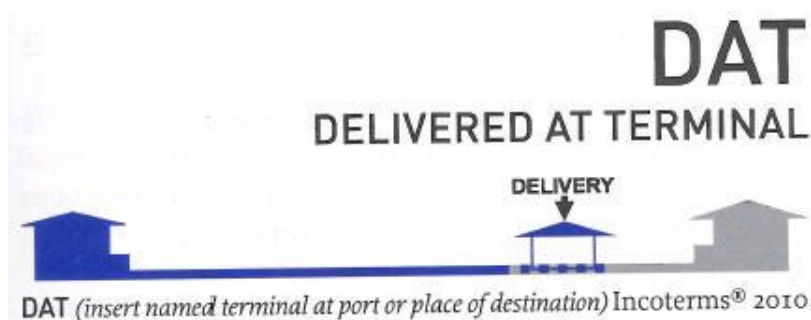 DAT
DELIVERED AT TERMINAL
DELIVERY
DAT (insert named terminal at port or place of destination) Incoterms® 2010